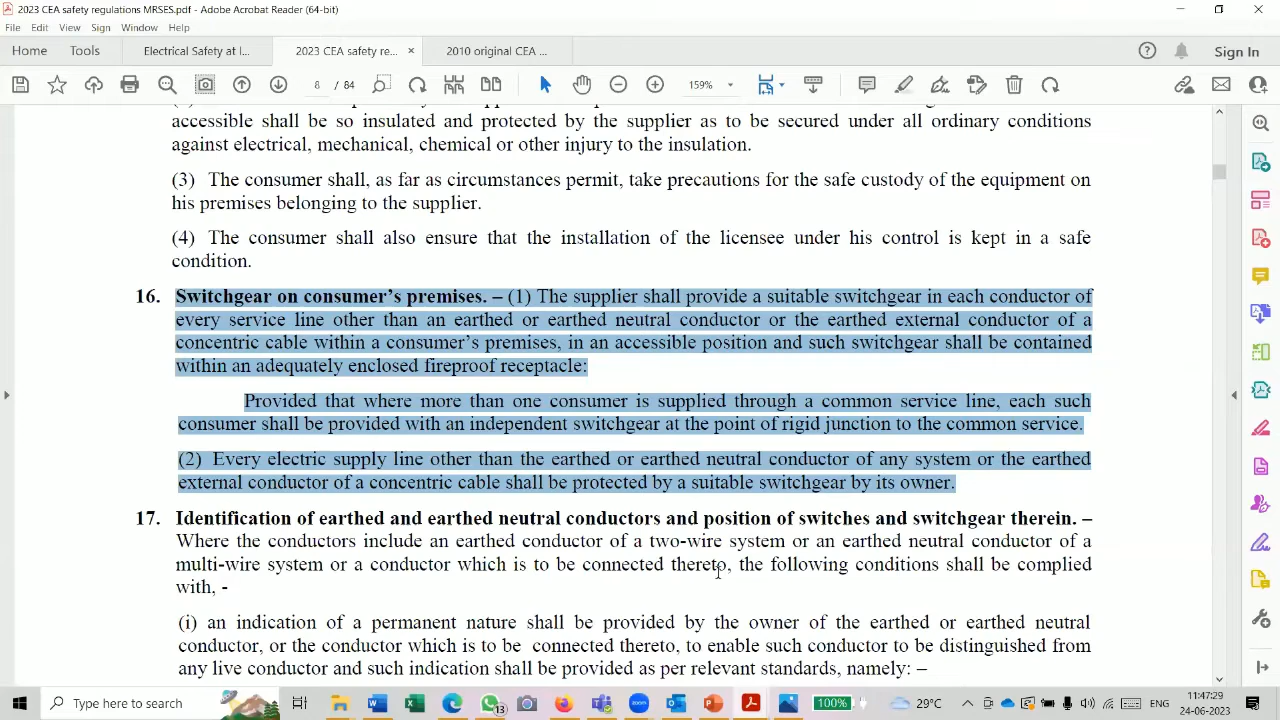 2023 CEA safety regulations MRSES.pdf - Adobe Acrobat Reader (64-bit)
File Edit View Sign Window Help
Home Tools Electrical Safety at I... 2023 CEA safety re... × 2010 original CEA ... Sign In
8 / 84 159%
accessible shall be so insulated and protected by the supplier as to be secured under all ordinary conditions
against electrical, mechanical, chemical or other injury to the insulation.
(3) The consumer shall, as far as circumstances permit, take precautions for the safe custody of the equipment on
his premises belonging to the supplier.
(4) The consumer shall also ensure that the installation of the licensee under his control is kept in a safe
condition.
16. Switchgear on consumer's premises. – (1) The supplier shall provide a suitable switchgear in each conductor of
every service line other than an earthed or earthed neutral conductor or the earthed external conductor of a
concentric cable within a consumer's premises, in an accessible position and such switchgear shall be contained
within an adequately enclosed fireproof receptacle:
Provided that where more than one consumer is supplied through a common service line, each such
consumer shall be provided with an independent switchgear at the point of rigid junction to the common service.
(2) Every electric supply line other than the earthed or earthed neutral conductor of any system or the earthed
external conductor of a concentric cable shall be protected by a suitable switchgear by its owner.
17. Identification of earthed and earthed neutral conductors and position of switches and switchgear therein. –
Where the conductors include an earthed conductor of a two-wire system or an earthed neutral conductor of a
multi-wire system or a conductor which is to be connected thereto, the following conditions shall be complied
with, -
(i) an indication of a permanent nature shall be provided by the owner of the earthed or earthed neutral
conductor, or the conductor which is to be connected thereto, to enable such conductor to be distinguished from
any live conductor and such indication shall be provided as per relevant standards, namely: –
Type here to search 13 zoom 100% 29°C ENG 11:47:29
24-06-2023